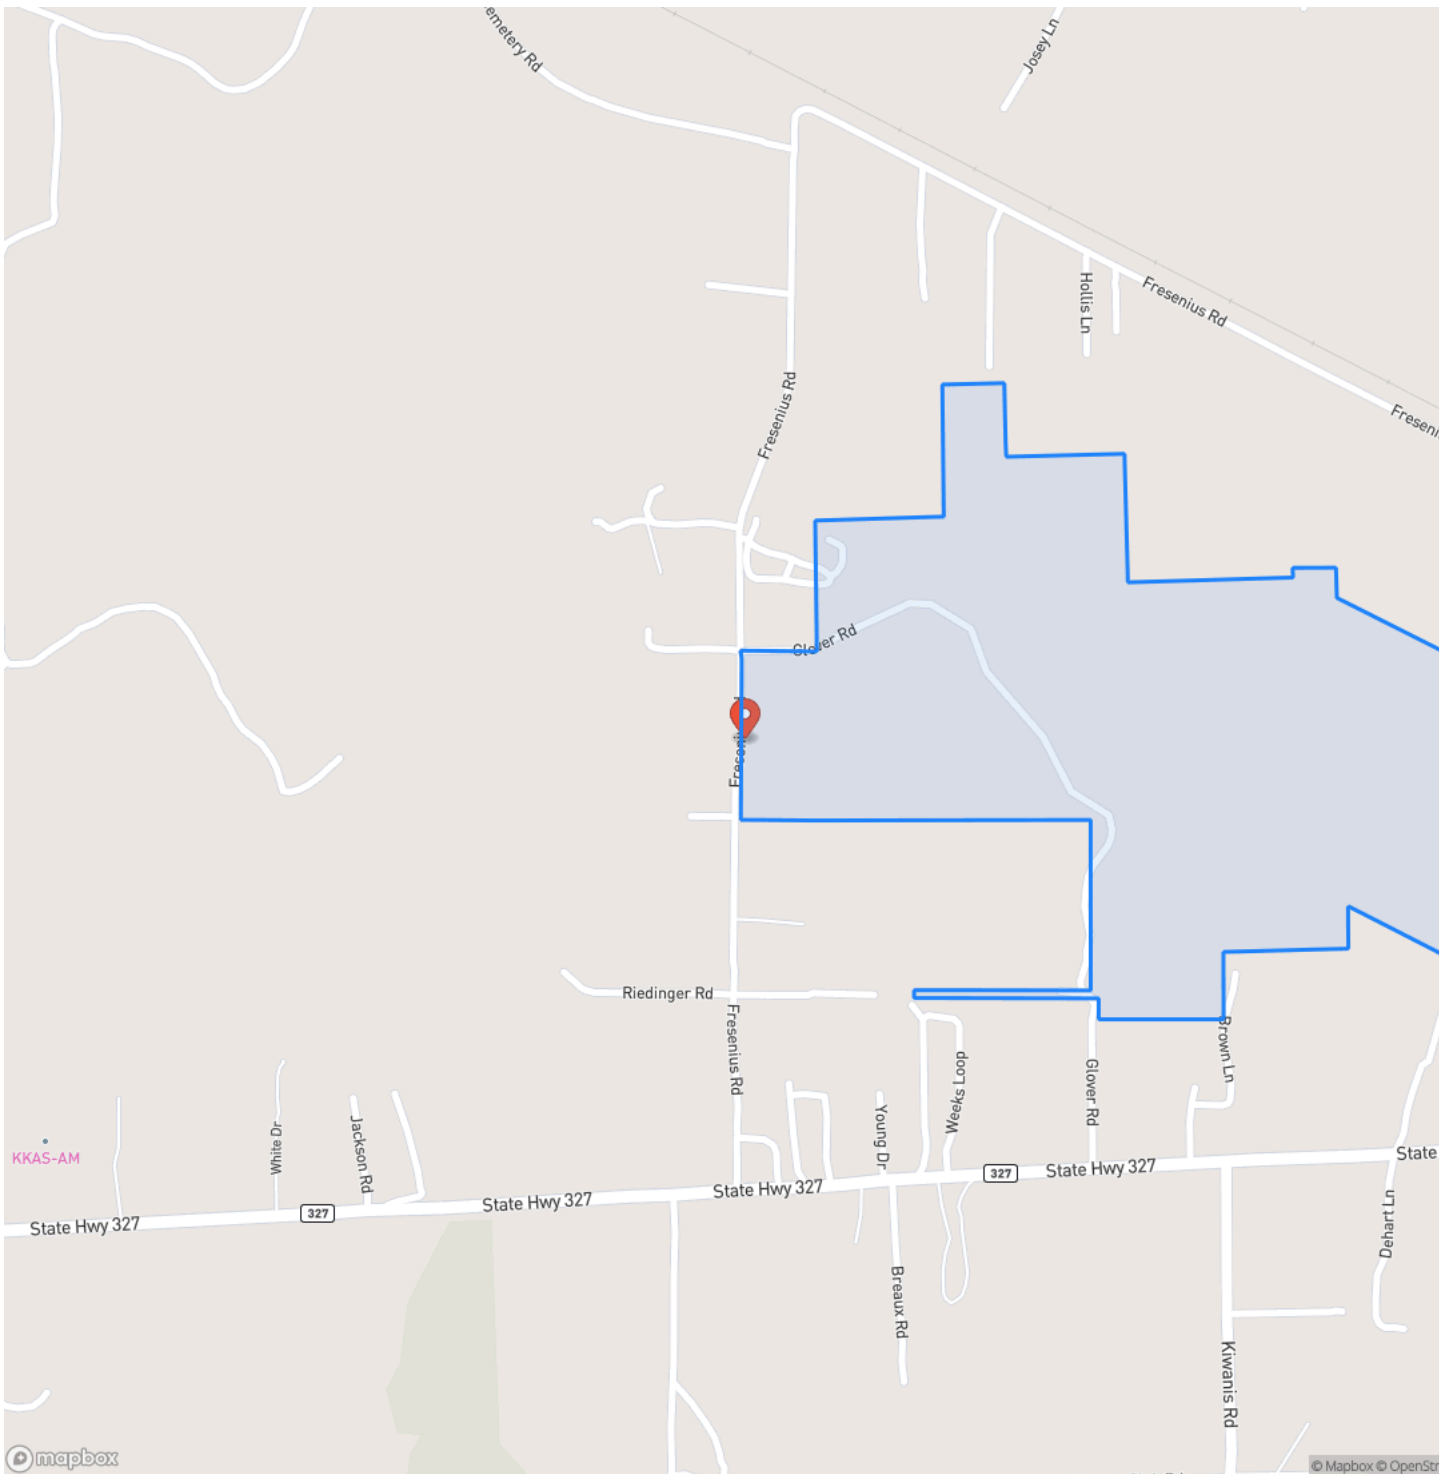 emetery Rd
Josey Ln
Hollis Ln
Fresenius Rd
Freseni
Fresenius Rd
Glover Rd
Riedinger Rd
Fresenius Rd
Brown Ln
Weeks Loop
Glover Rd
Young Dr
White Dr
Jackson Rd
KKAS-AM
State
State Hwy 327
327
State Hwy 327
State Hwy 327
327
State Hwy 327
Dehart Ln
Breaux Rd
Kiwanis Rd
mapbox
© Mapbox © OpenStr